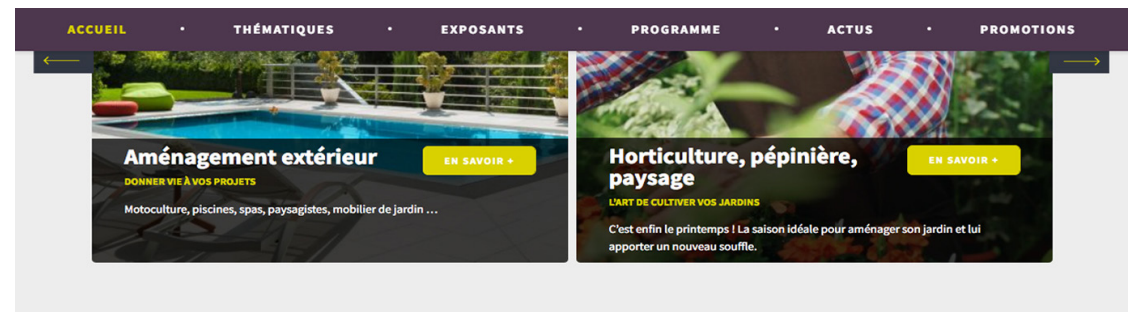 ACCUEIL • THÉMATIQUES • EXPOSANTS • PROGRAMME • ACTUS • PROMOTIONS
Aménagement extérieur
EN SAVOIR +
DONNER VIE À VOS PROJETS
Motoculture, piscines, spas, paysagistes, mobilier de jardin …
Horticulture, pépinière,
paysage
EN SAVOIR +
L'ART DE CULTIVER VOS JARDINS
C'est enfin le printemps ! La saison idéale pour aménager son jardin et lui
apporter un nouveau souffle.